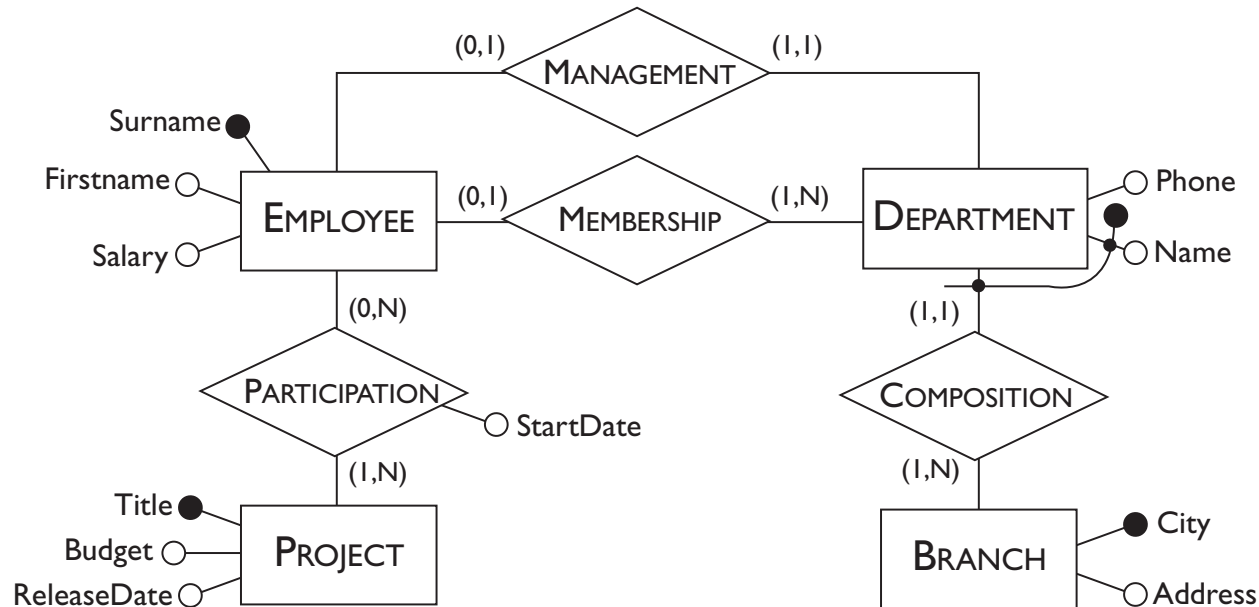 (0,1) MANAGEMENT (1,1)
Surname
Firstname
Salary
EMPLOYEE (0,1) MEMBERSHIP (1,N) DEPARTMENT
Phone
Name
(0,N)
(1,1)
PARTICIPATION
StartDate
COMPOSITION
(1,N)
(1,N)
Title
Budget
ReleaseDate
PROJECT
BRANCH
City
Address